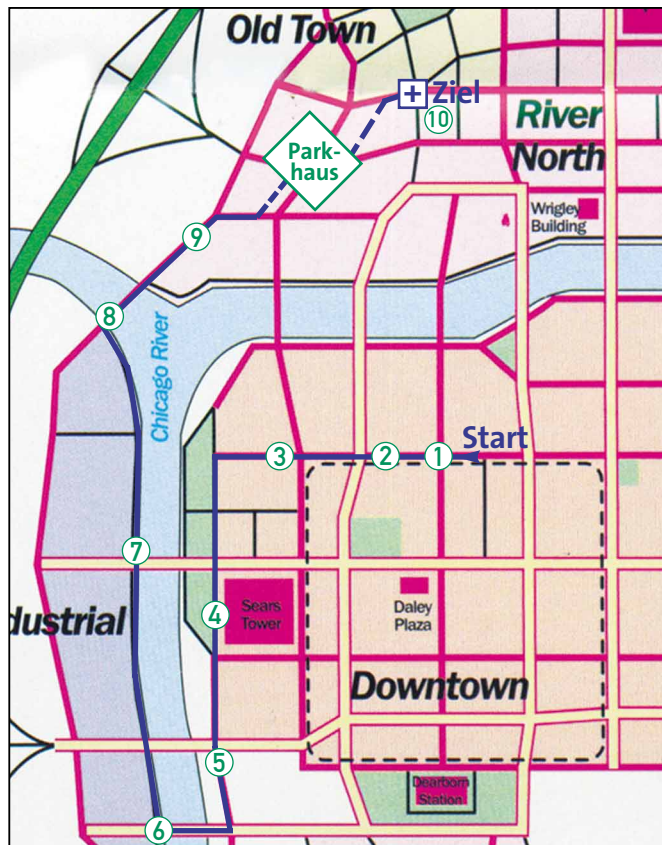 Old Town
+ Ziel
10
River
North
Park-
haus
Wrigley
Building
9
8
Chicago River
Start
3
2
1
7
4
Sears
Tower
Daley
Plaza
dustrial
Downtown
5
Dearborn
Station
6